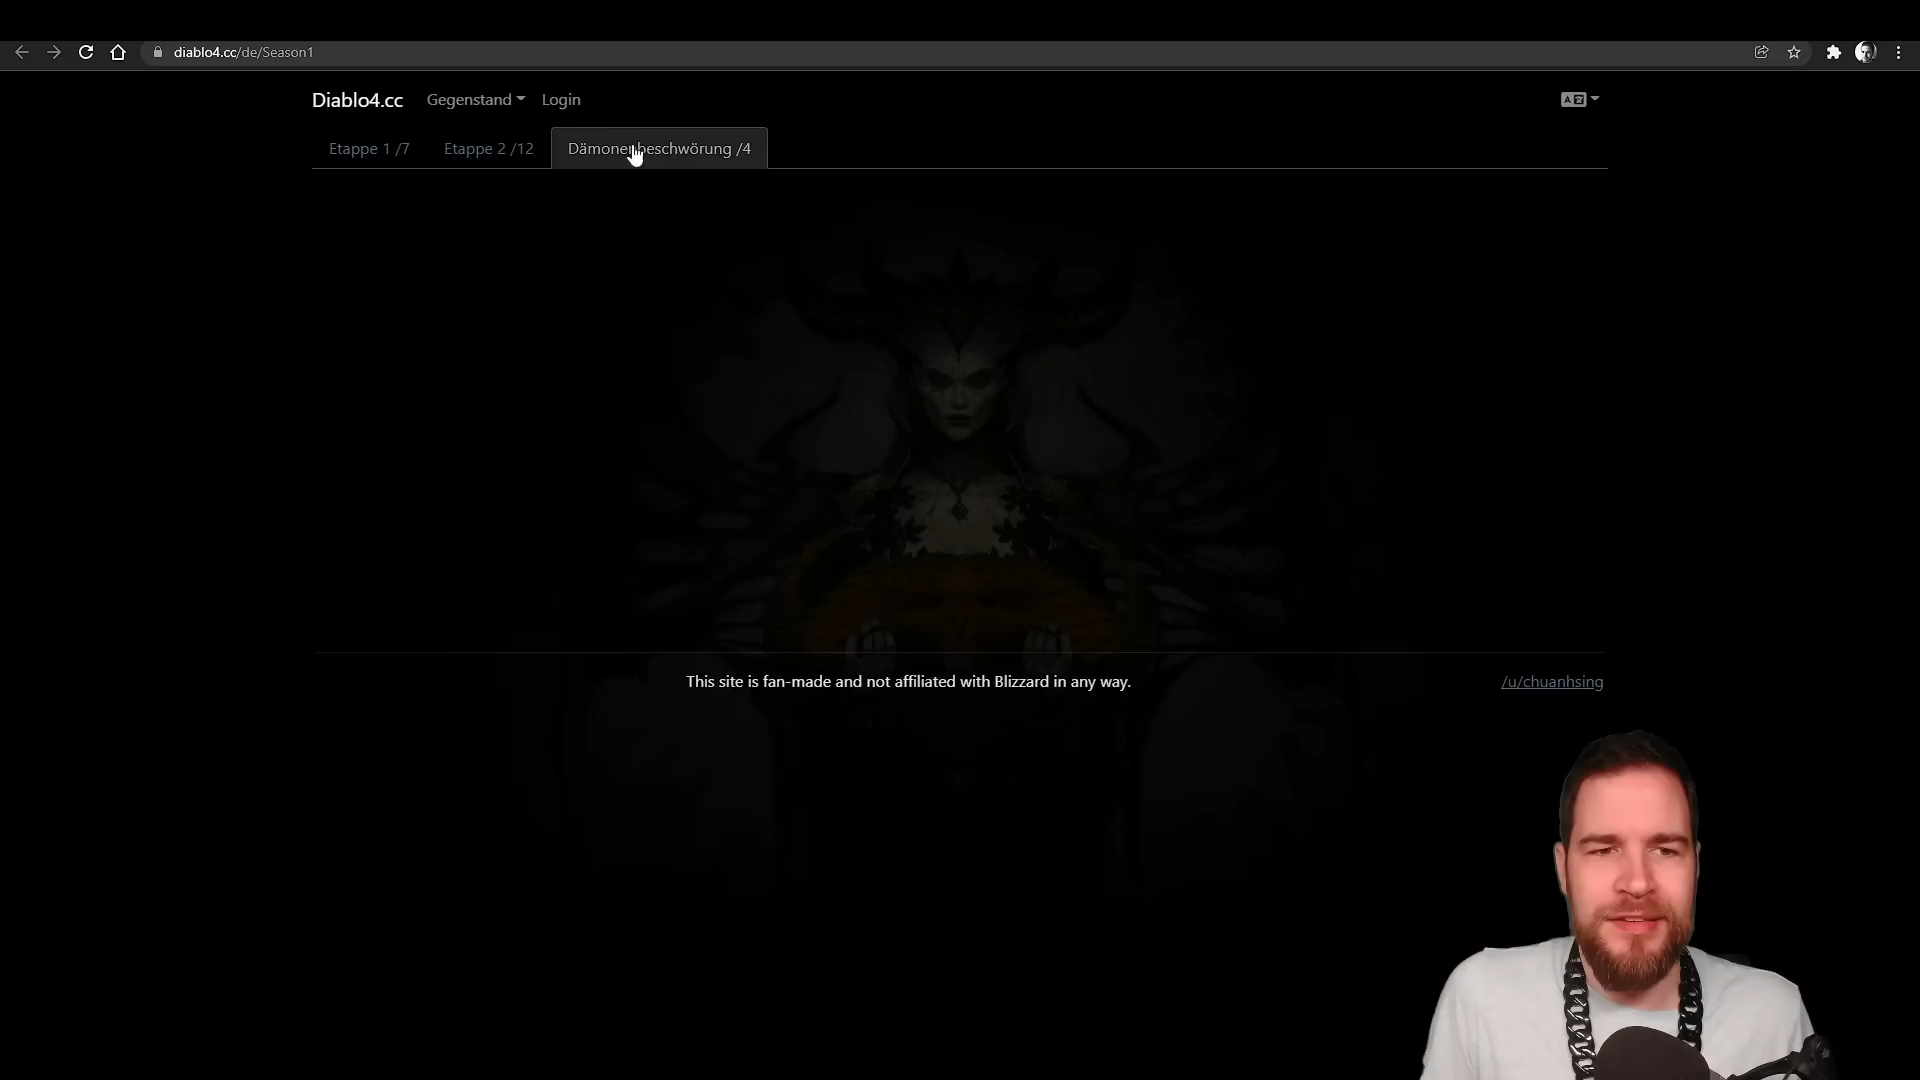 diablo4.cc/de/Season1
Diablo4.cc Gegenstand Login
Etappe 1 /7 Etappe 2 /12 Dämonenbeschwörung /4
This site is fan-made and not affiliated with Blizzard in any way. /u/chuanhsing